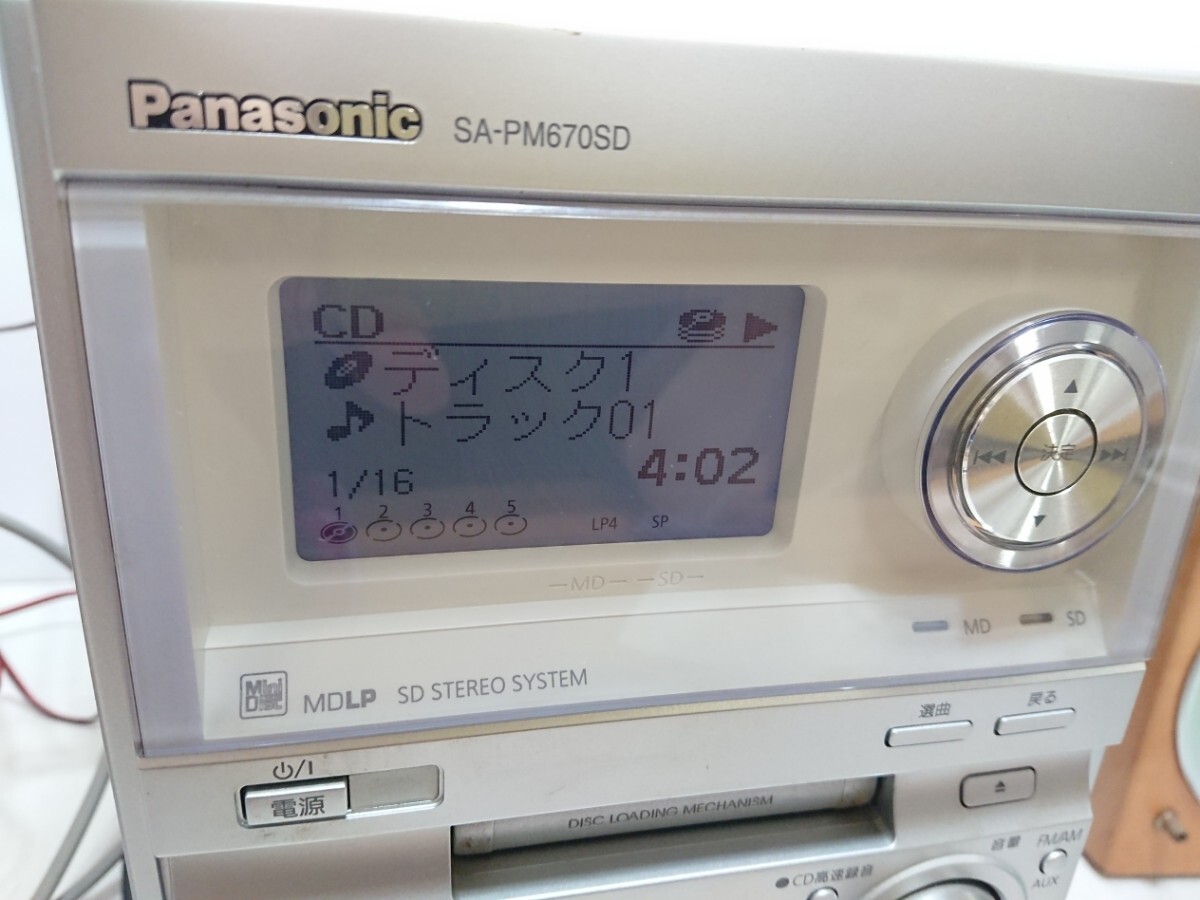 Panasonic SA-PM670SD
CD
ディスク1
トラック01
1/16 4:02
1 2 3 4 5
LP4 SP
決定
MD SD
MD SD
Mini Disc MDLP SD STEREO SYSTEM
選曲 戻る
⏻/I
電源
DISC LOADING MECHANISM
音量 FM/AM
●CD高速録音 AUX